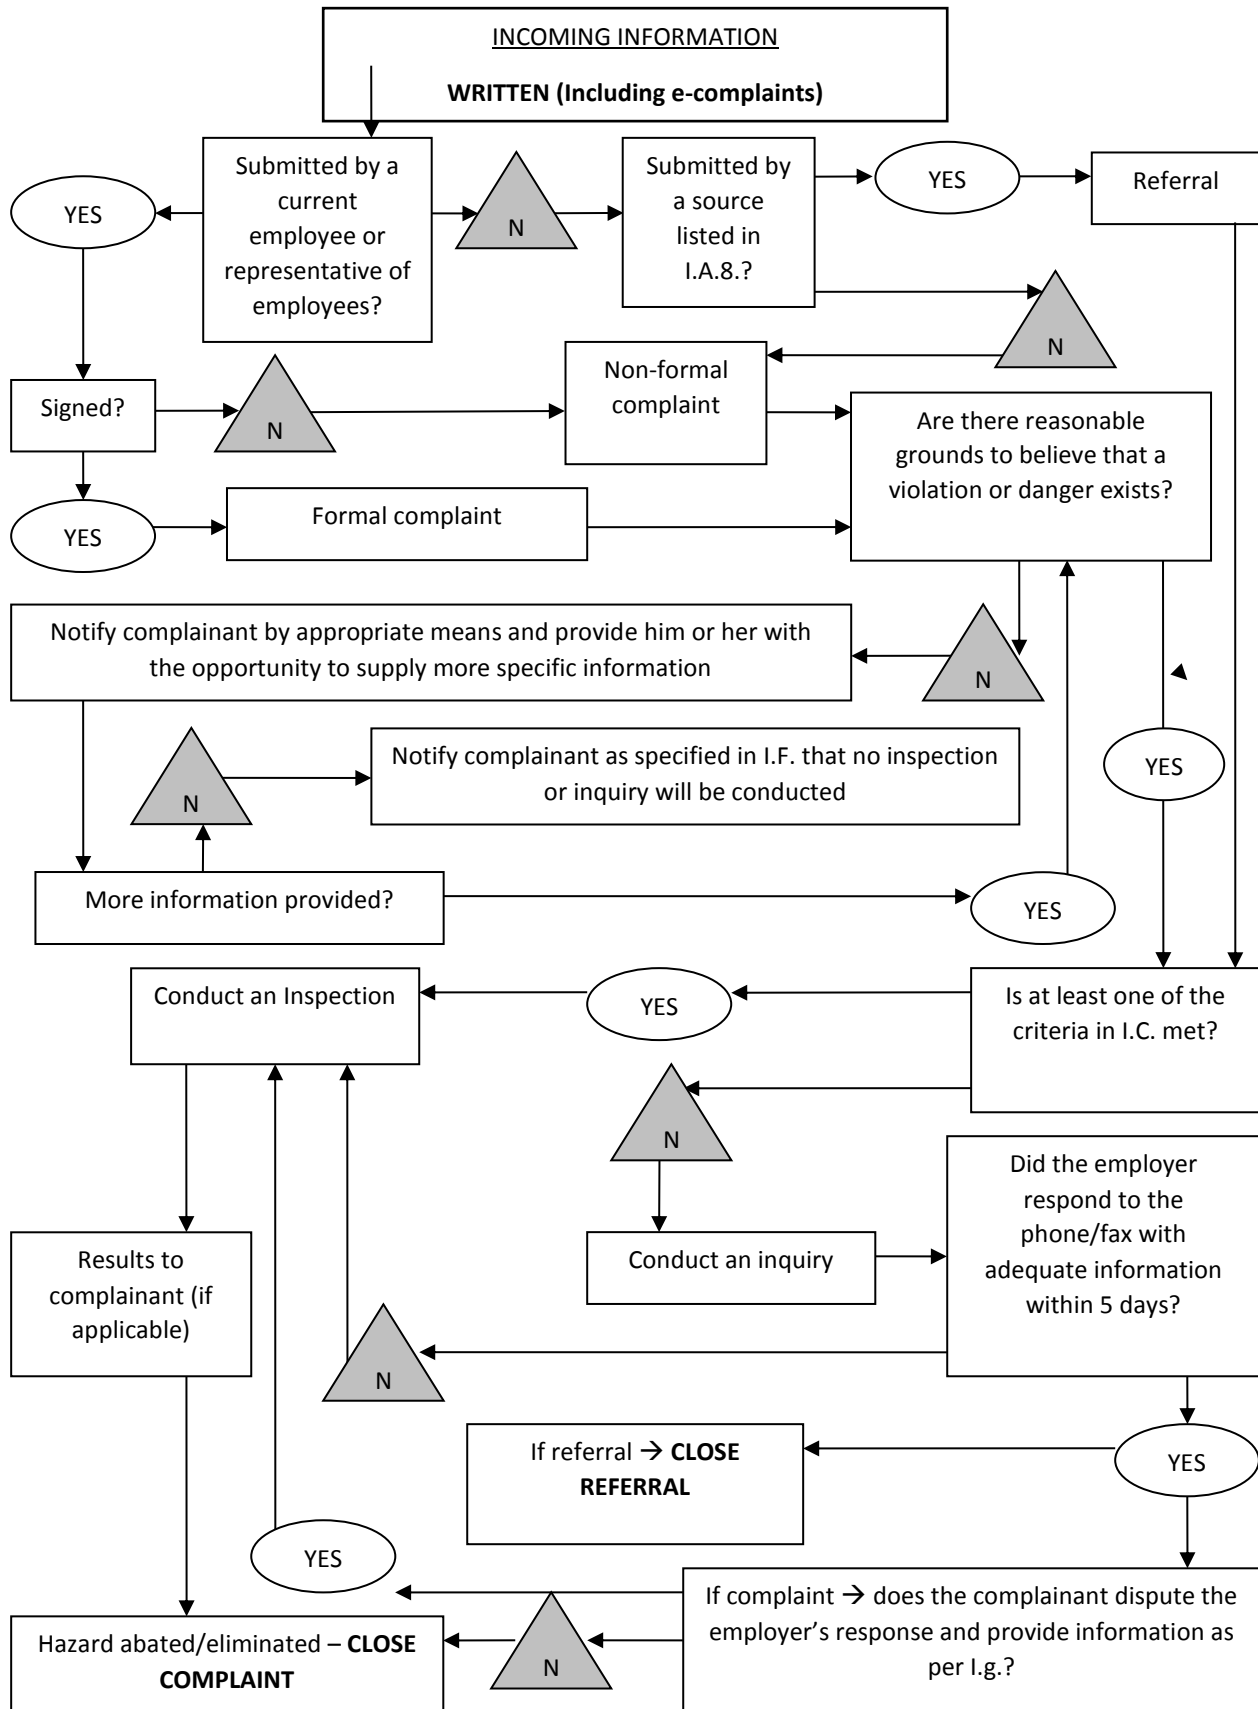 INCOMING INFORMATION
WRITTEN (Including e-complaints)
Submitted by a
current
employee or
representative of
employees?
YES
N
Submitted by
a source
listed in
I.A.8.?
YES
Referral
N
Signed?
N
Non-formal
complaint
Are there reasonable
grounds to believe that a
violation or danger exists?
YES
Formal complaint
Notify complainant by appropriate means and provide him or her with
the opportunity to supply more specific information
N
YES
N
Notify complainant as specified in I.F. that no inspection
or inquiry will be conducted
More information provided?
YES
Conduct an Inspection
YES
Is at least one of the
criteria in I.C. met?
N
Did the employer
respond to the
phone/fax with
adequate information
within 5 days?
Results to
complainant (if
applicable)
Conduct an inquiry
N
If referral → CLOSE
REFERRAL
YES
YES
If complaint → does the complainant dispute the
employer’s response and provide information as
per I.g.?
N
Hazard abated/eliminated – CLOSE
COMPLAINT